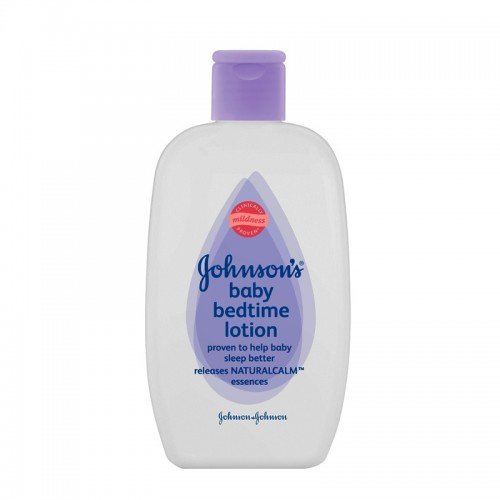 CLINICALLY
mildness
PROVEN
Johnson's®
baby
bedtime
lotion
proven to help baby
sleep better
releases NATURALCALM™
essences
Johnson & Johnson